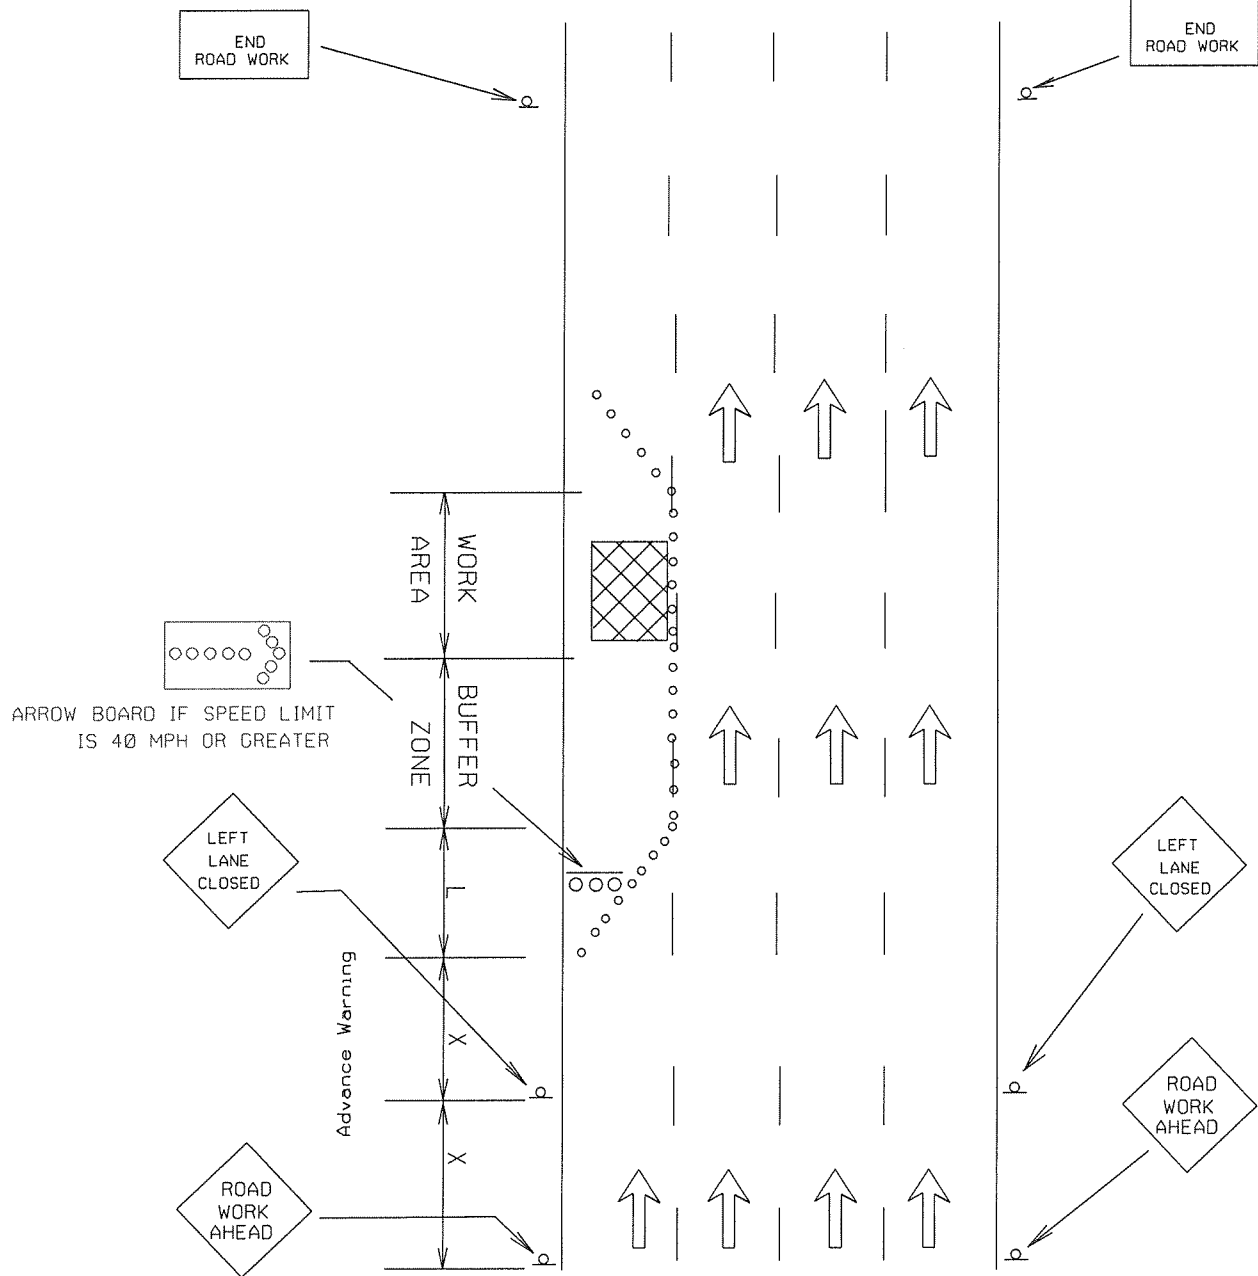 END
ROAD WORK
END
ROAD WORK
WORK
AREA
ARROW BOARD IF SPEED LIMIT
IS 40 MPH OR GREATER
BUFFER
ZONE
LEFT
LANE
CLOSED
LEFT
LANE
CLOSED
L
Advance Warning
X
X
ROAD
WORK
AHEAD
ROAD
WORK
AHEAD